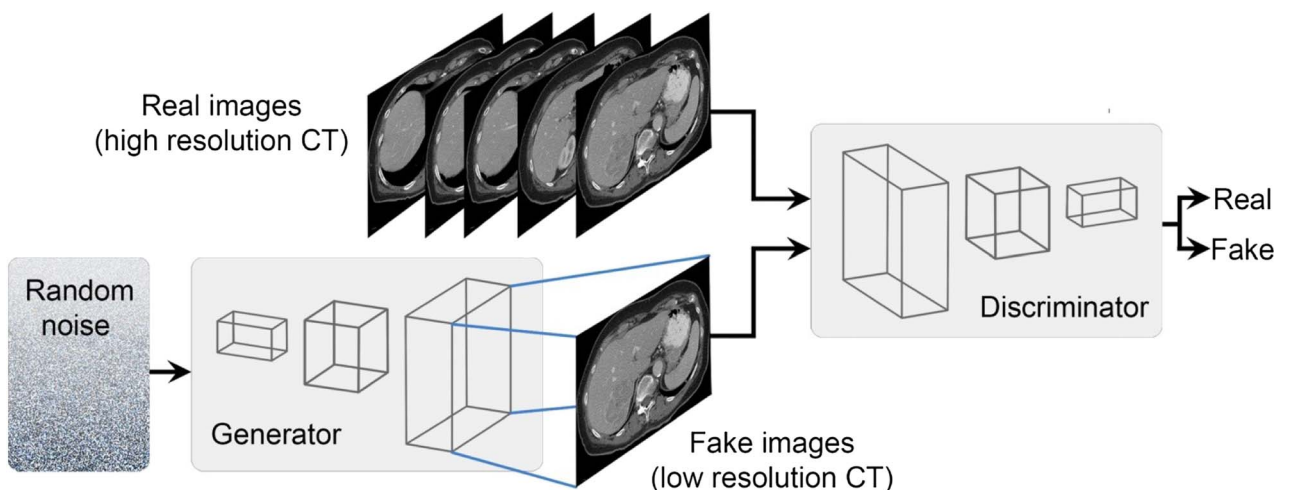 Real images
(high resolution CT)
Random
noise
Generator
Fake images
(low resolution CT)
Discriminator
Real
Fake